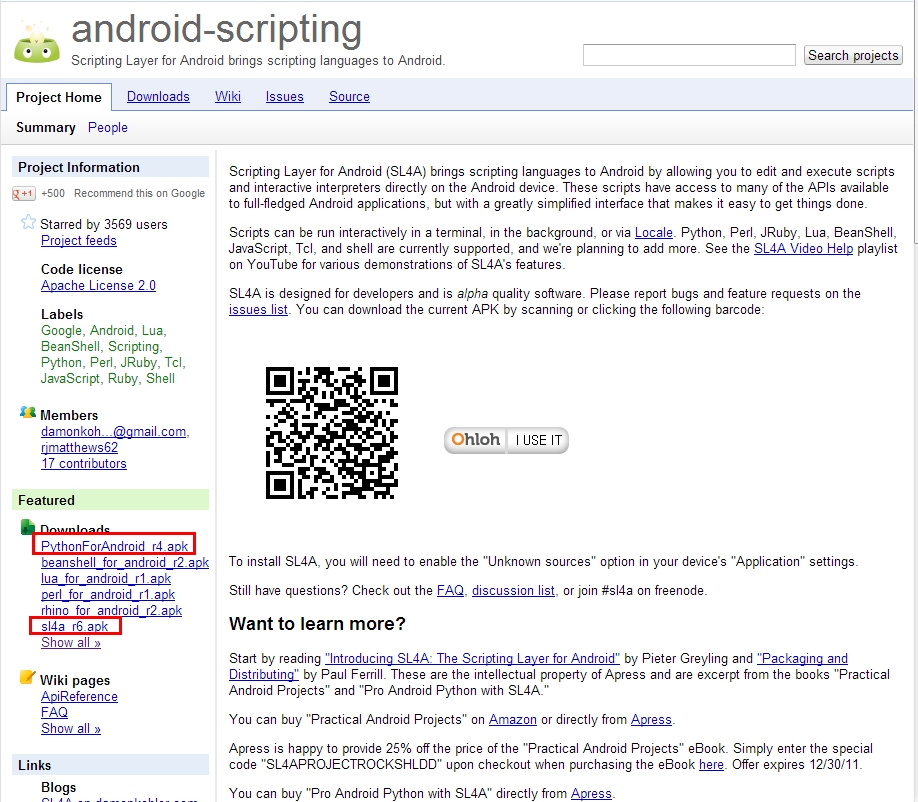 android-scripting
Scripting Layer for Android brings scripting languages to Android.
Search projects
Project Home Downloads Wiki Issues Source
Summary People
Project Information
+1 +500 Recommend this on Google
Starred by 3569 users
Project feeds
Code license
Apache License 2.0
Labels
Google, Android, Lua,
BeanShell, Scripting,
Python, Perl, JRuby, Tcl,
JavaScript, Ruby, Shell
Members
damonkoh...@gmail.com,
rjmatthews62
17 contributors
Featured
Downloads
PythonForAndroid_r4.apk
beanshell_for_android_r2.apk
lua_for_android_r1.apk
perl_for_android_r1.apk
rhino_for_android_r2.apk
sl4a_r6.apk
Show all »
Wiki pages
ApiReference
FAQ
Show all »
Links
Blogs
Scripting Layer for Android (SL4A) brings scripting languages to Android by allowing you to edit and execute scripts
and interactive interpreters directly on the Android device. These scripts have access to many of the APIs available
to full-fledged Android applications, but with a greatly simplified interface that makes it easy to get things done.
Scripts can be run interactively in a terminal, in the background, or via Locale. Python, Perl, JRuby, Lua, BeanShell,
JavaScript, Tcl, and shell are currently supported, and we're planning to add more. See the SL4A Video Help playlist
on YouTube for various demonstrations of SL4A's features.
SL4A is designed for developers and is alpha quality software. Please report bugs and feature requests on the
issues list. You can download the current APK by scanning or clicking the following barcode:
Ohloh I USE IT
To install SL4A, you will need to enable the "Unknown sources" option in your device's "Application" settings.
Still have questions? Check out the FAQ, discussion list, or join #sl4a on freenode.
Want to learn more?
Start by reading "Introducing SL4A: The Scripting Layer for Android" by Pieter Greyling and "Packaging and
Distributing" by Paul Ferrill. These are the intellectual property of Apress and are excerpt from the books "Practical
Android Projects" and "Pro Android Python with SL4A."
You can buy "Practical Android Projects" on Amazon or directly from Apress.
Apress is happy to provide 25% off the price of the "Practical Android Projects" eBook. Simply enter the special
code "SL4APROJECTROCKSHLDD" upon checkout when purchasing the eBook here. Offer expires 12/30/11.
You can buy "Pro Android Python with SL4A" directly from Apress.